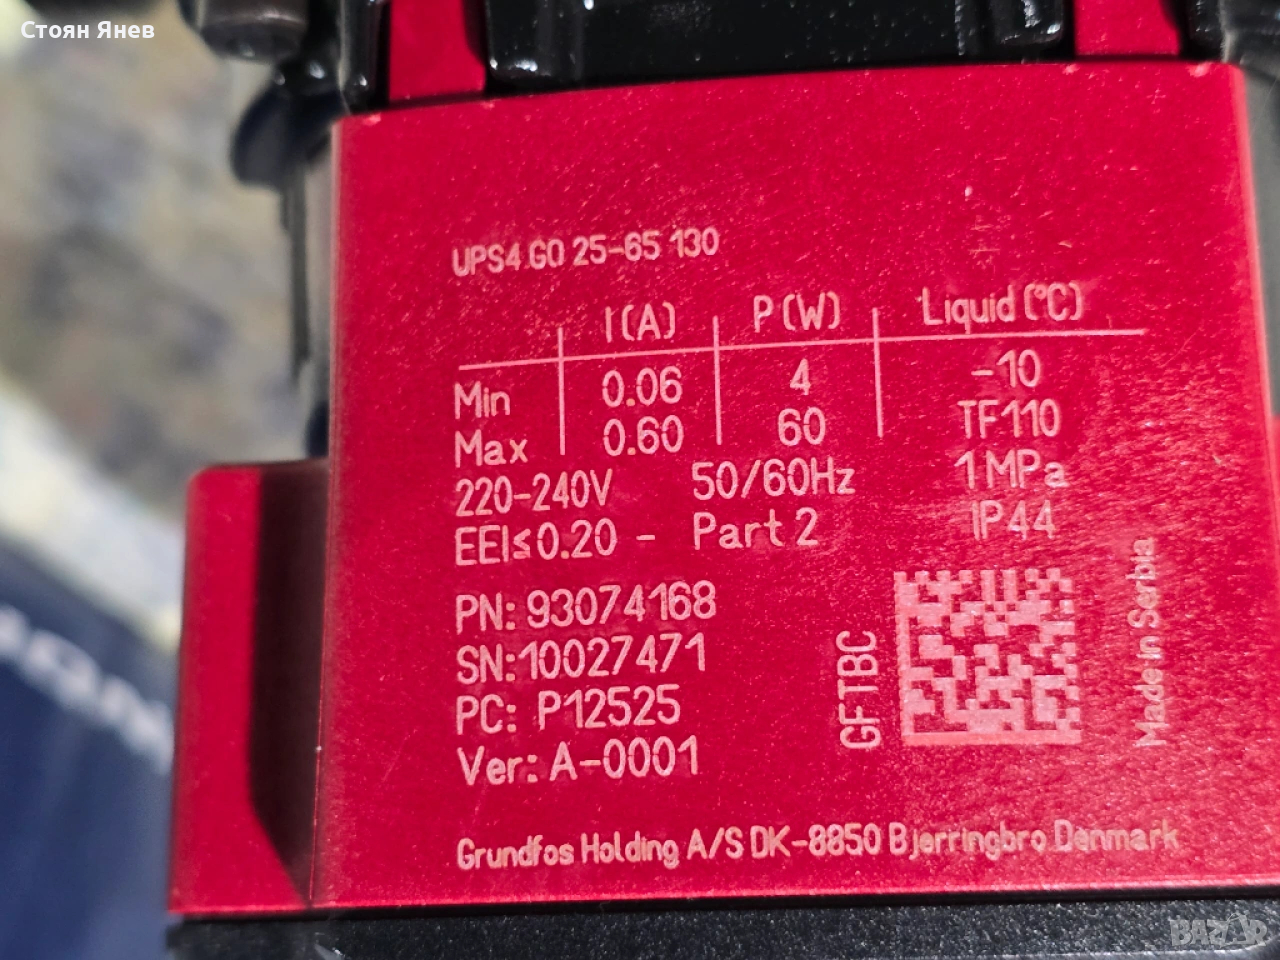 Стоян Янев
UPS4.GO 25-65 130
I(A) P(W) Liquid(°C)
Min 0.06 4 -10
Max 0.60 60 TF110
220-240V 50/60Hz 1MPa
EEI≤0.20 - Part 2 IP44
PN: 93074168
SN:10027471
PC: P12525
Ver: A-0001
GFTBC
Made in Serbia
Grundfos Holding A/S DK-8850 Bjerringbro Denmark
BAZAR